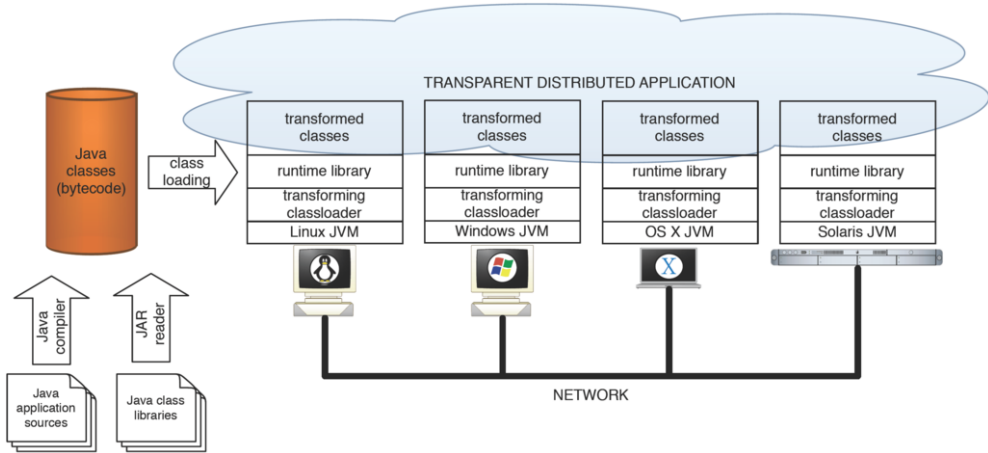 TRANSPARENT DISTRIBUTED APPLICATION
Java
classes
(bytecode)
class
loading
transformed
classes
runtime library
transforming
classloader
Linux JVM
transformed
classes
runtime library
transforming
classloader
Windows JVM
transformed
classes
runtime library
transforming
classloader
OS X JVM
transformed
classes
runtime library
transforming
classloader
Solaris JVM
X
Java
compiler
JAR
reader
Java
application
sources
Java class
libraries
NETWORK